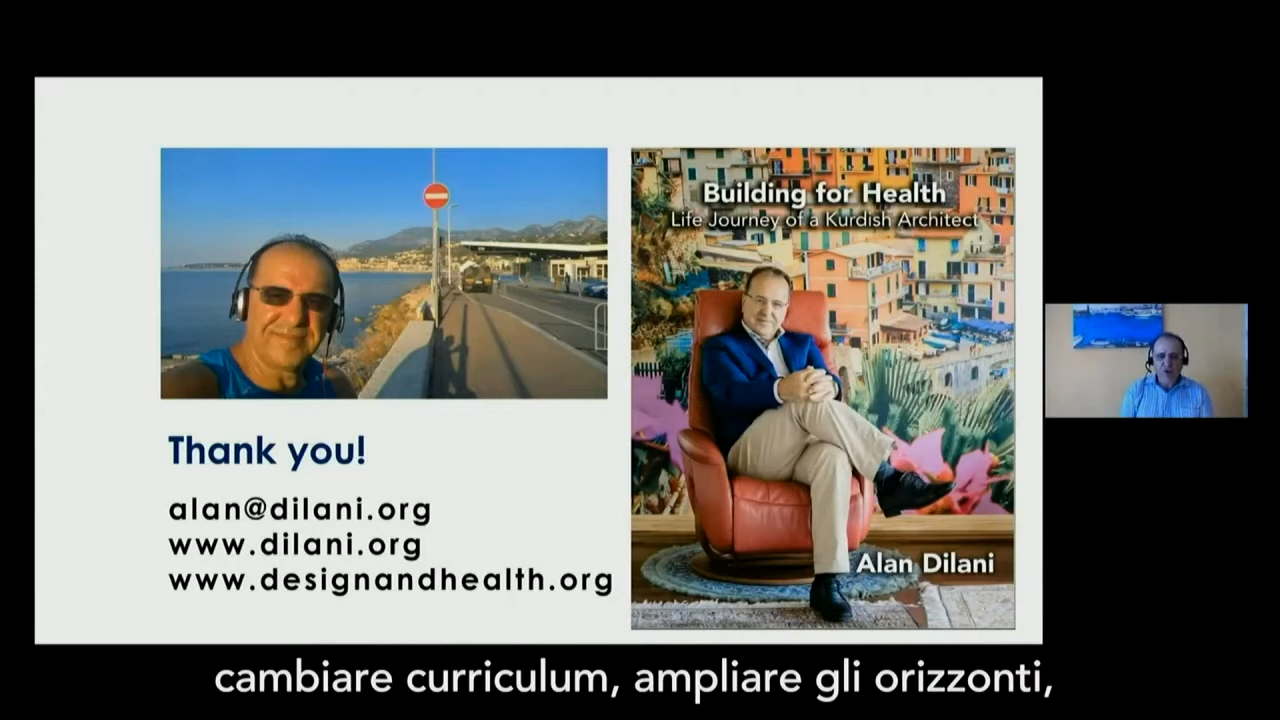 Building for Health
Life Journey of a Kurdish Architect
Alan Dilani
Thank you!
alan@dilani.org
www.dilani.org
www.designandhealth.org
cambiare curriculum, ampliare gli orizzonti,